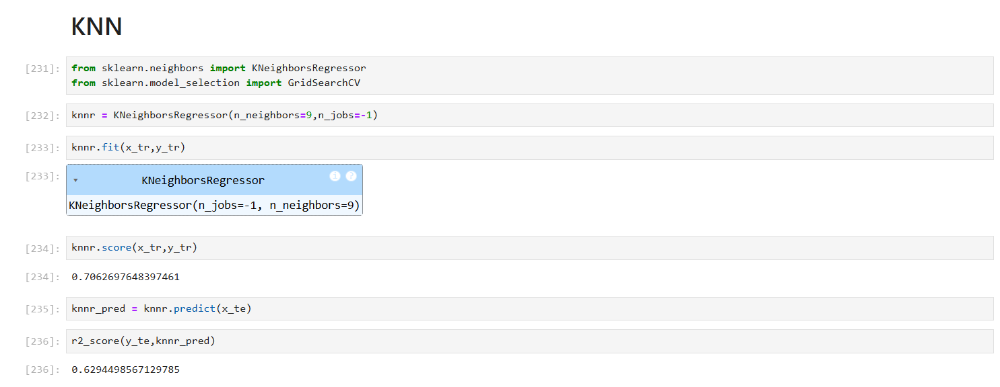 KNN
[231]: from sklearn.neighbors import KNeighborsRegressor
from sklearn.model_selection import GridSearchCV
[232]: knnr = KNeighborsRegressor(n_neighbors=9,n_jobs=-1)
[233]: knnr.fit(x_tr,y_tr)
[233]: ▾ KNeighborsRegressor i ?
KNeighborsRegressor(n_jobs=-1, n_neighbors=9)
[234]: knnr.score(x_tr,y_tr)
[234]: 0.7062697648397461
[235]: knnr_pred = knnr.predict(x_te)
[236]: r2_score(y_te,knnr_pred)
[236]: 0.6294498567129785